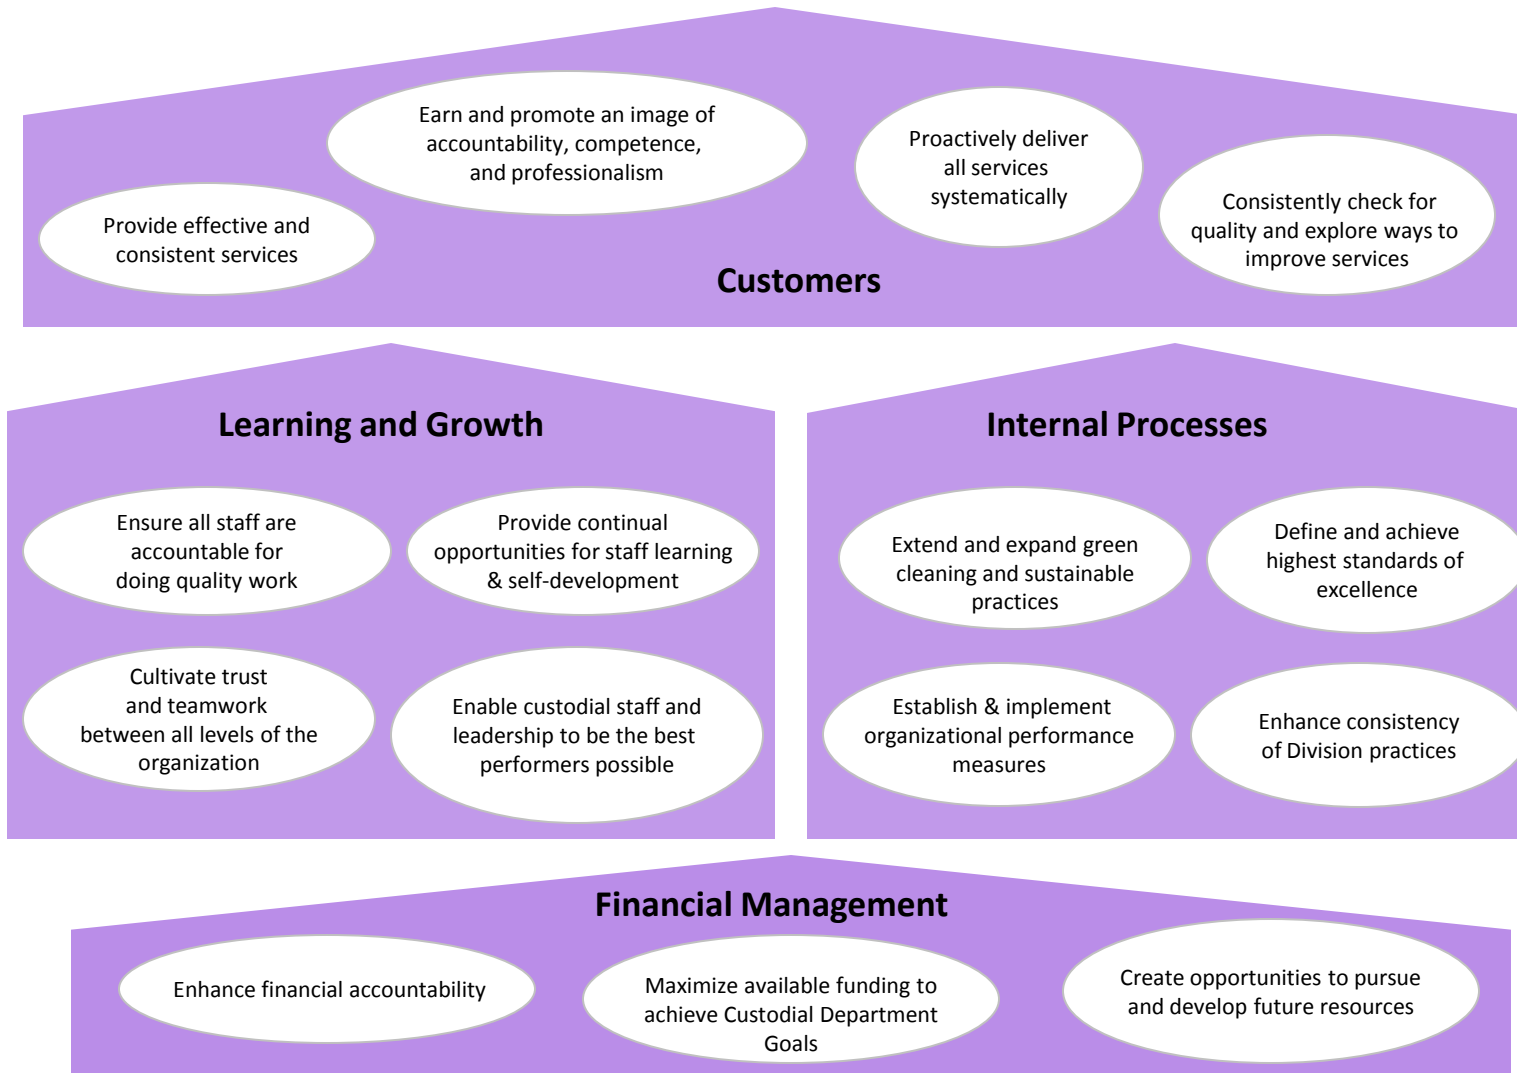 Earn and promote an image of
accountability, competence,
and professionalism
Proactively deliver
all services
systematically
Provide effective and
consistent services
Consistently check for
quality and explore ways to
improve services
Customers
Learning and Growth
Ensure all staff are
accountable for
doing quality work
Provide continual
opportunities for staff learning
& self-development
Cultivate trust
and teamwork
between all levels of the
organization
Enable custodial staff and
leadership to be the best
performers possible
Internal Processes
Extend and expand green
cleaning and sustainable
practices
Define and achieve
highest standards of
excellence
Establish & implement
organizational performance
measures
Enhance consistency
of Division practices
Financial Management
Enhance financial accountability
Maximize available funding to
achieve Custodial Department
Goals
Create opportunities to pursue
and develop future resources